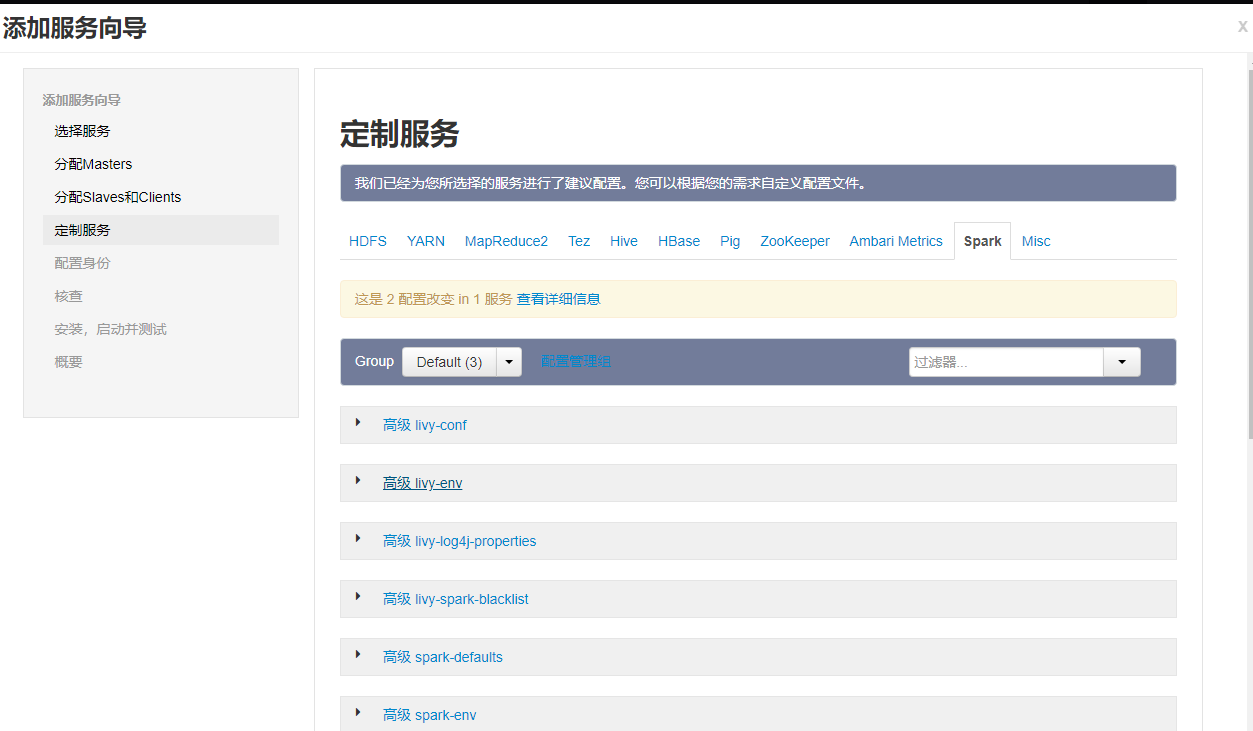 添加服务向导
x
添加服务向导
选择服务
分配Masters
分配Slaves和Clients
定制服务
配置身份
核查
安装，启动并测试
概要
定制服务
我们已经为您所选择的服务进行了建议配置。您可以根据您的需求自定义配置文件。
HDFS YARN MapReduce2 Tez Hive HBase Pig ZooKeeper Ambari Metrics Spark Misc
这是 2 配置改变 in 1 服务 查看详细信息
Group Default (3) 配置管理组 过滤器...
高级 livy-conf
高级 livy-env
高级 livy-log4j-properties
高级 livy-spark-blacklist
高级 spark-defaults
高级 spark-env